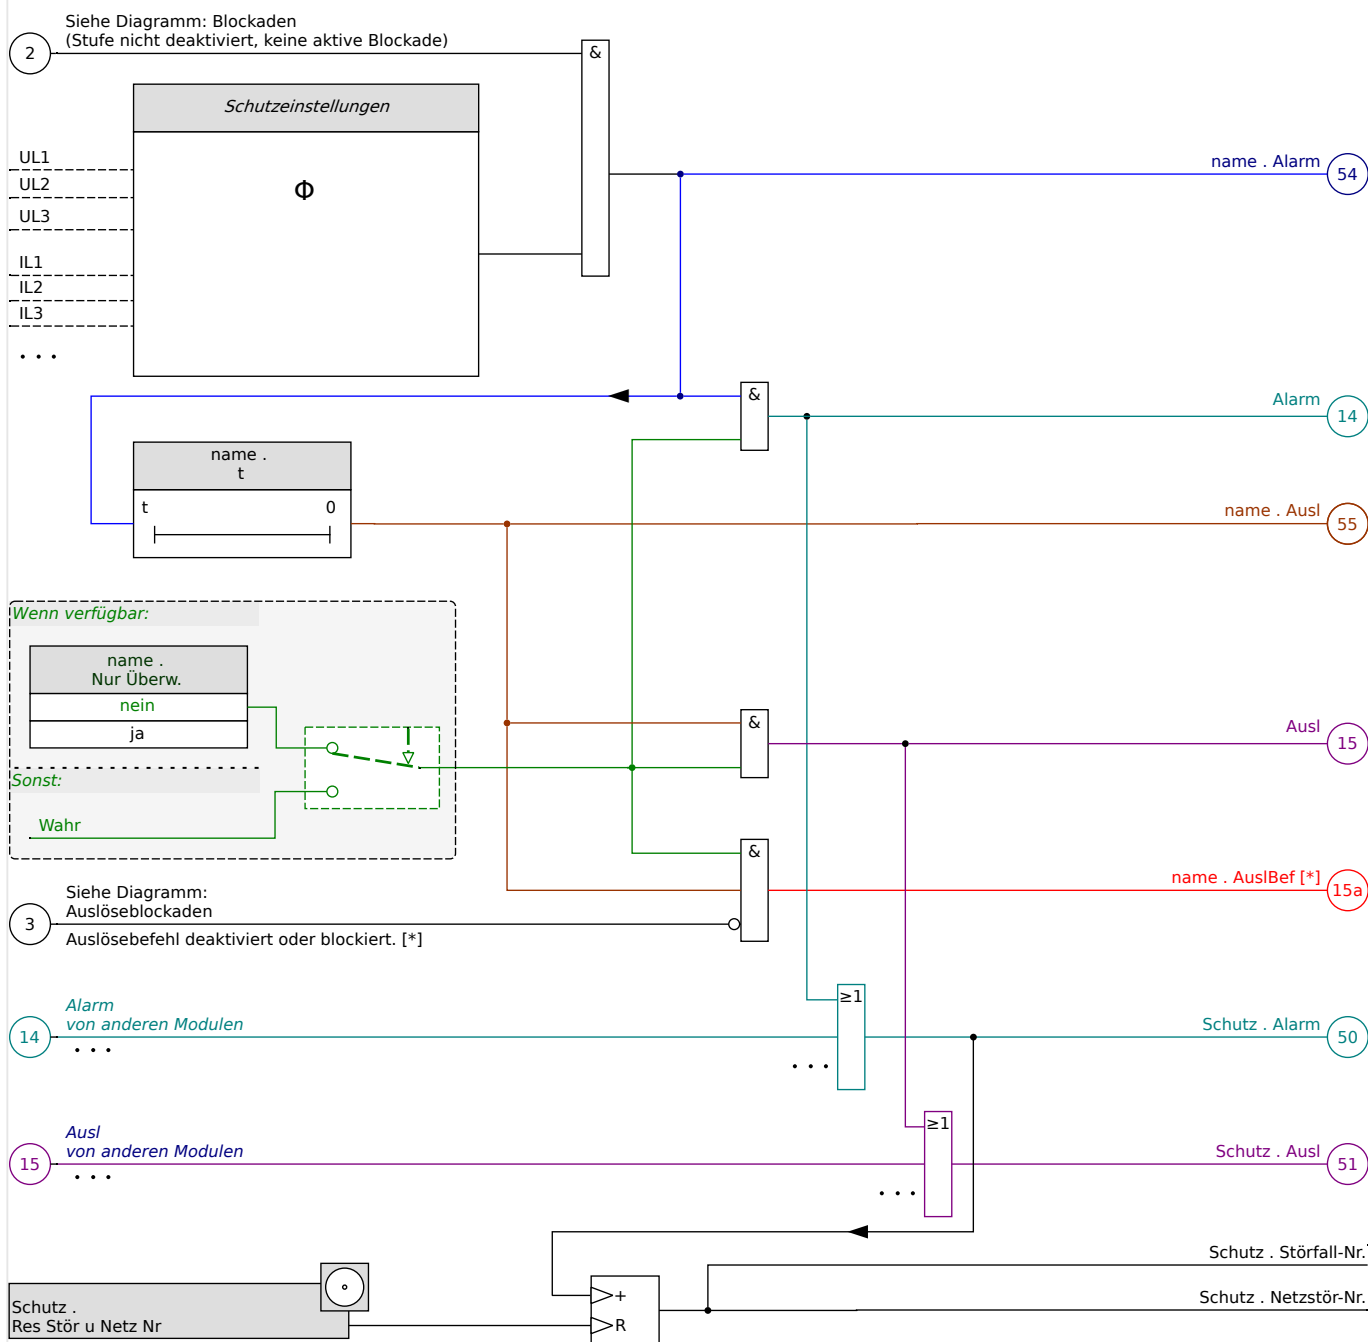 Siehe Diagramm: Blockaden
(Stufe nicht deaktiviert, keine aktive Blockade)
2
&
Schutzeinstellungen
Φ
UL1
UL2
UL3
IL1
IL2
IL3
. . .
name . Alarm
54
&
Alarm
14
name .
t
t 0
name . Ausl
55
Wenn verfügbar:
name .
Nur Überw.
nein
ja
Sonst:
Wahr
&
Ausl
15
&
name . AuslBef [*]
15a
Siehe Diagramm:
Auslöseblockaden
3
Auslösebefehl deaktiviert oder blockiert. [*]
Alarm
von anderen Modulen
14
. . .
≥1
. . .
Schutz . Alarm
50
Ausl
von anderen Modulen
15
. . .
≥1
. . .
Schutz . Ausl
51
Schutz . Störfall-Nr.
Schutz . Netzstör-Nr.
+
R
Schutz .
Res Stör u Netz Nr